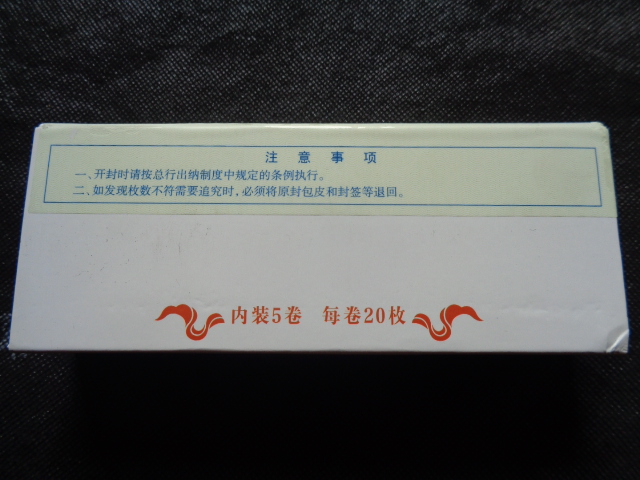 注意事项
一、开封时请按总行出纳制度中规定的条例执行。
二、如发现枚数不符需要追究时，必须将原封包皮和封签等退回。
内装5卷 每卷20枚